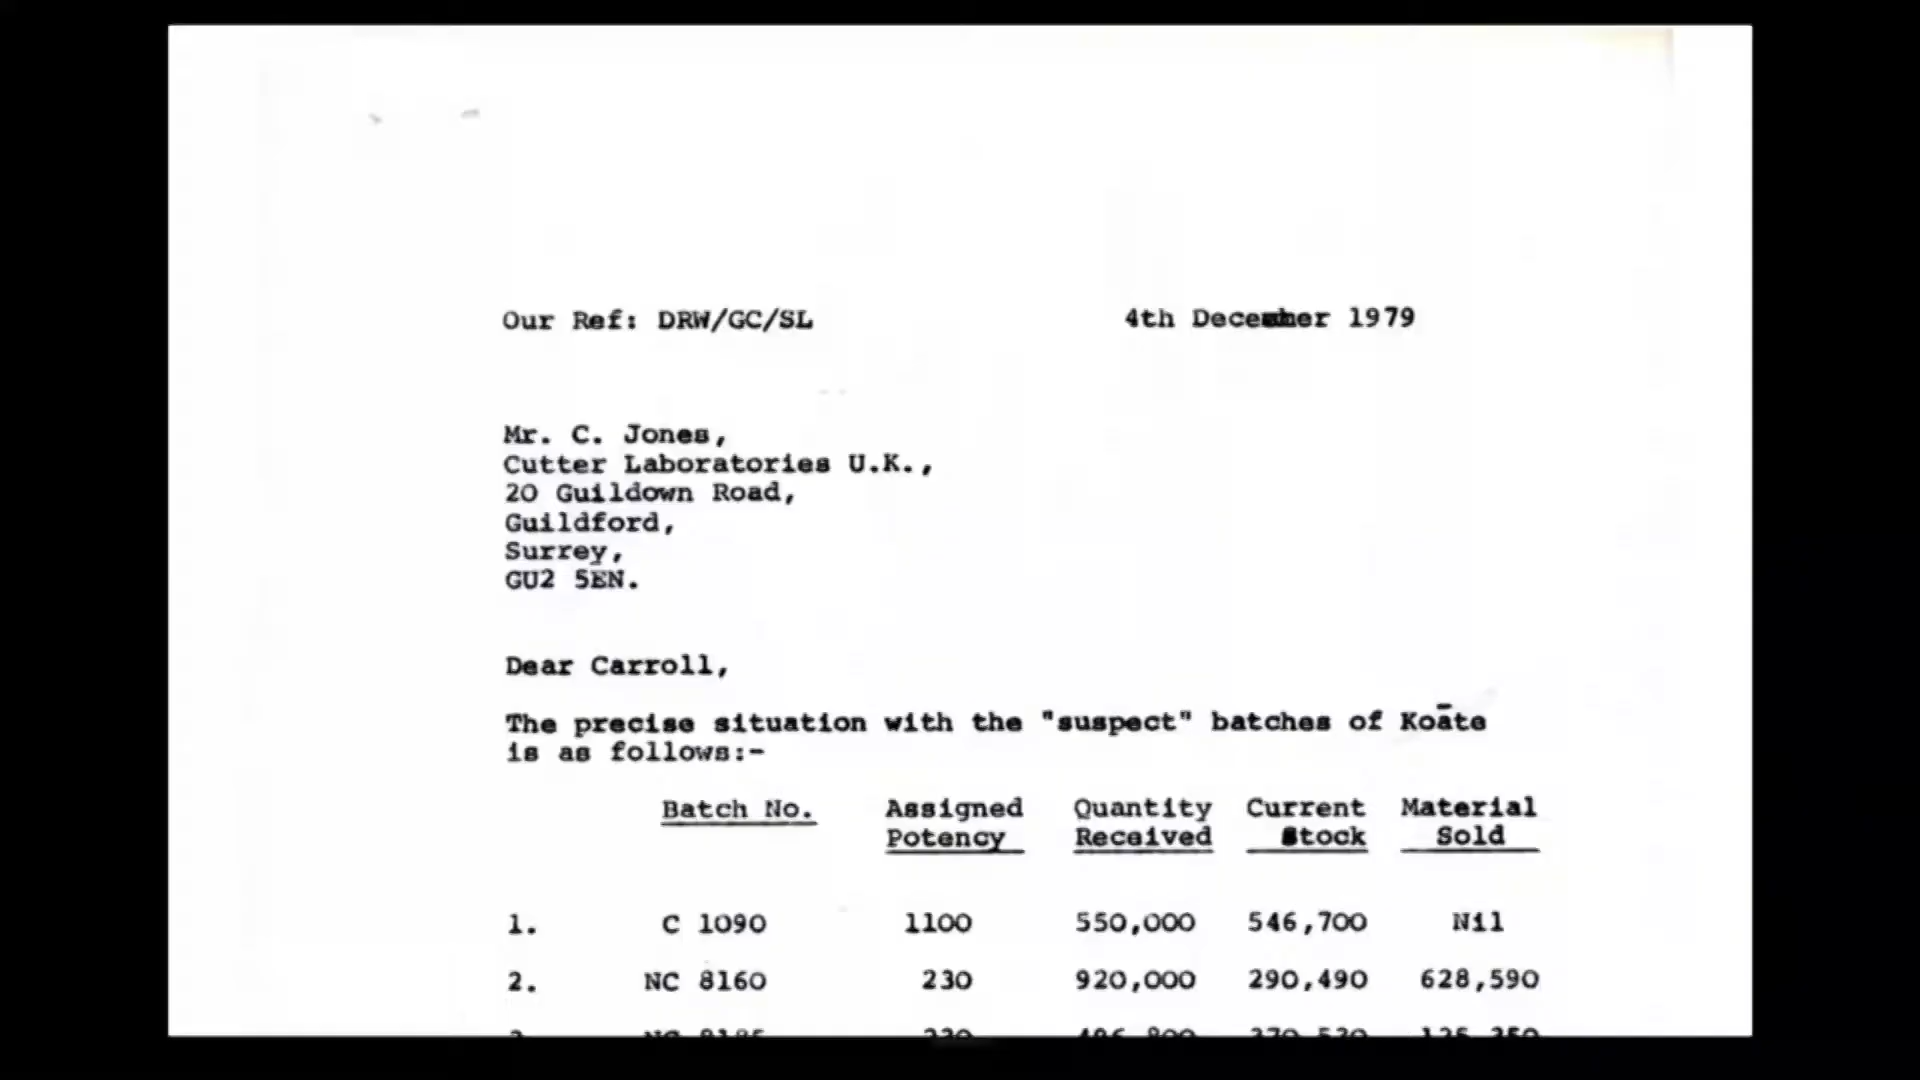 Our Ref: DRW/GC/SL 4th December 1979
Mr. C. Jones,
Cutter Laboratories U.K.,
20 Guildown Road,
Guildford,
Surrey,
GU2 5EN.
Dear Carroll,
The precise situation with the "suspect" batches of Koāte
is as follows:-
Batch No. Assigned Quantity Current Material
Potency Received Stock Sold
1. C 1090 1100 550,000 546,700 Nil
2. NC 8160 230 920,000 290,490 628,590